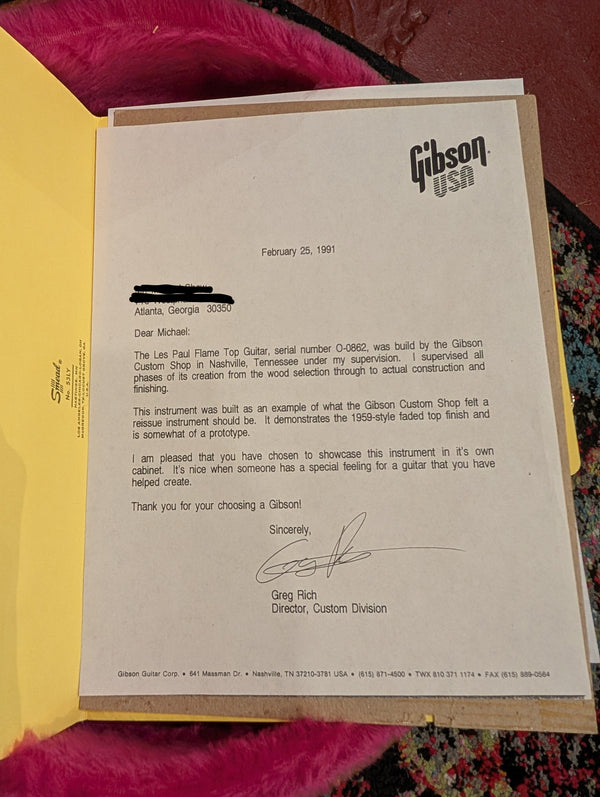 Gibson
USA
February 25, 1991
Atlanta, Georgia 30350
Dear Michael:
The Les Paul Flame Top Guitar, serial number O-0862, was build by the Gibson
Custom Shop in Nashville, Tennessee under my supervision. I supervised all
phases of its creation from the wood selection through to actual construction and
finishing.
This instrument was built as an example of what the Gibson Custom Shop felt a
reissue instrument should be. It demonstrates the 1959-style faded top finish and
is somewhat of a prototype.
I am pleased that you have chosen to showcase this instrument in it's own
cabinet. It's nice when someone has a special feeling for a guitar that you have
helped create.
Thank you for your choosing a Gibson!
Sincerely,
Greg Rich
Director, Custom Division
Gibson Guitar Corp. • 641 Massman Dr. • Nashville, TN 37210-3781 USA • (615) 871-4500 • TWX 810 371 1174 • FAX (615) 889-0564
Smead®
No. 53LY
HASTINGS, MN
U.S.A.